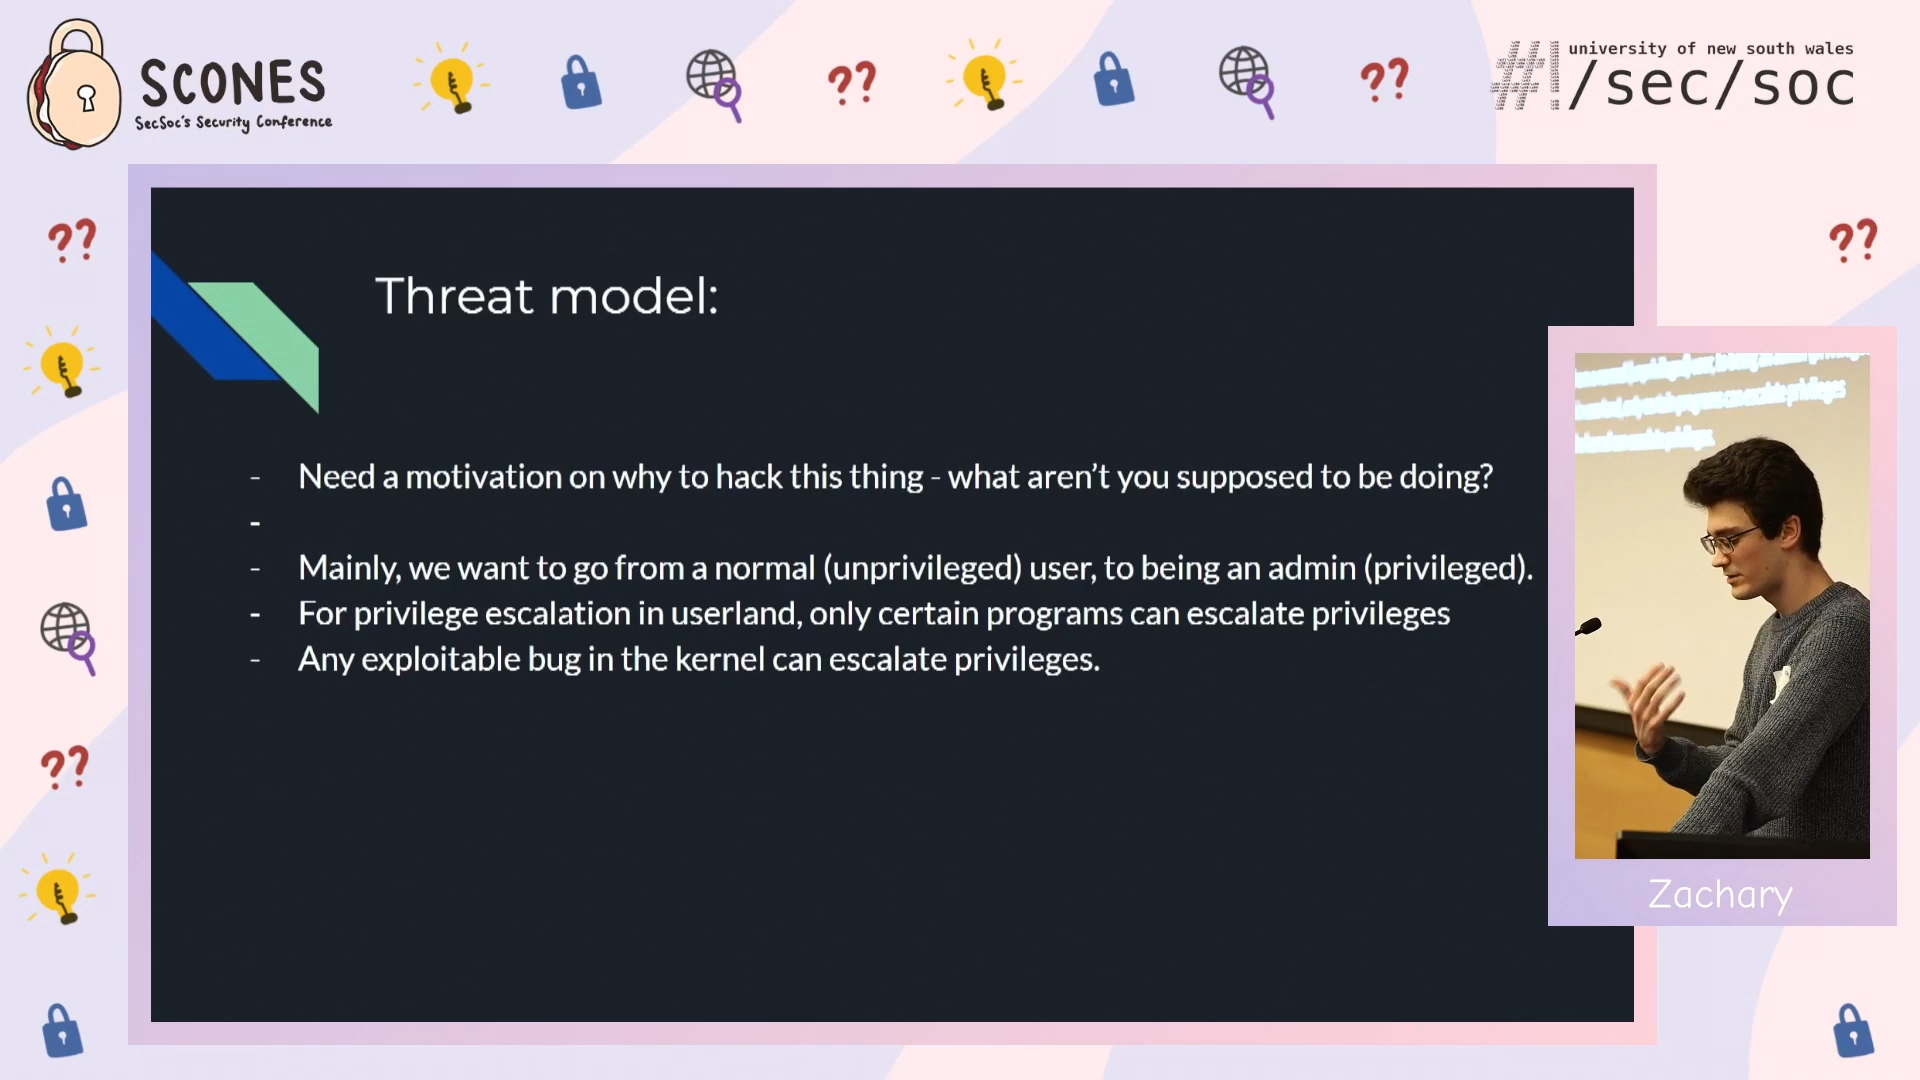 SCONES
SecSoc's Security Conference
??
??
university of new south wales
/sec/soc
??
??
??
Threat model:
- Need a motivation on why to hack this thing - what aren't you supposed to be doing?
-
- Mainly, we want to go from a normal (unprivileged) user, to being an admin (privileged).
- For privilege escalation in userland, only certain programs can escalate privileges
- Any exploitable bug in the kernel can escalate privileges.
Zachary